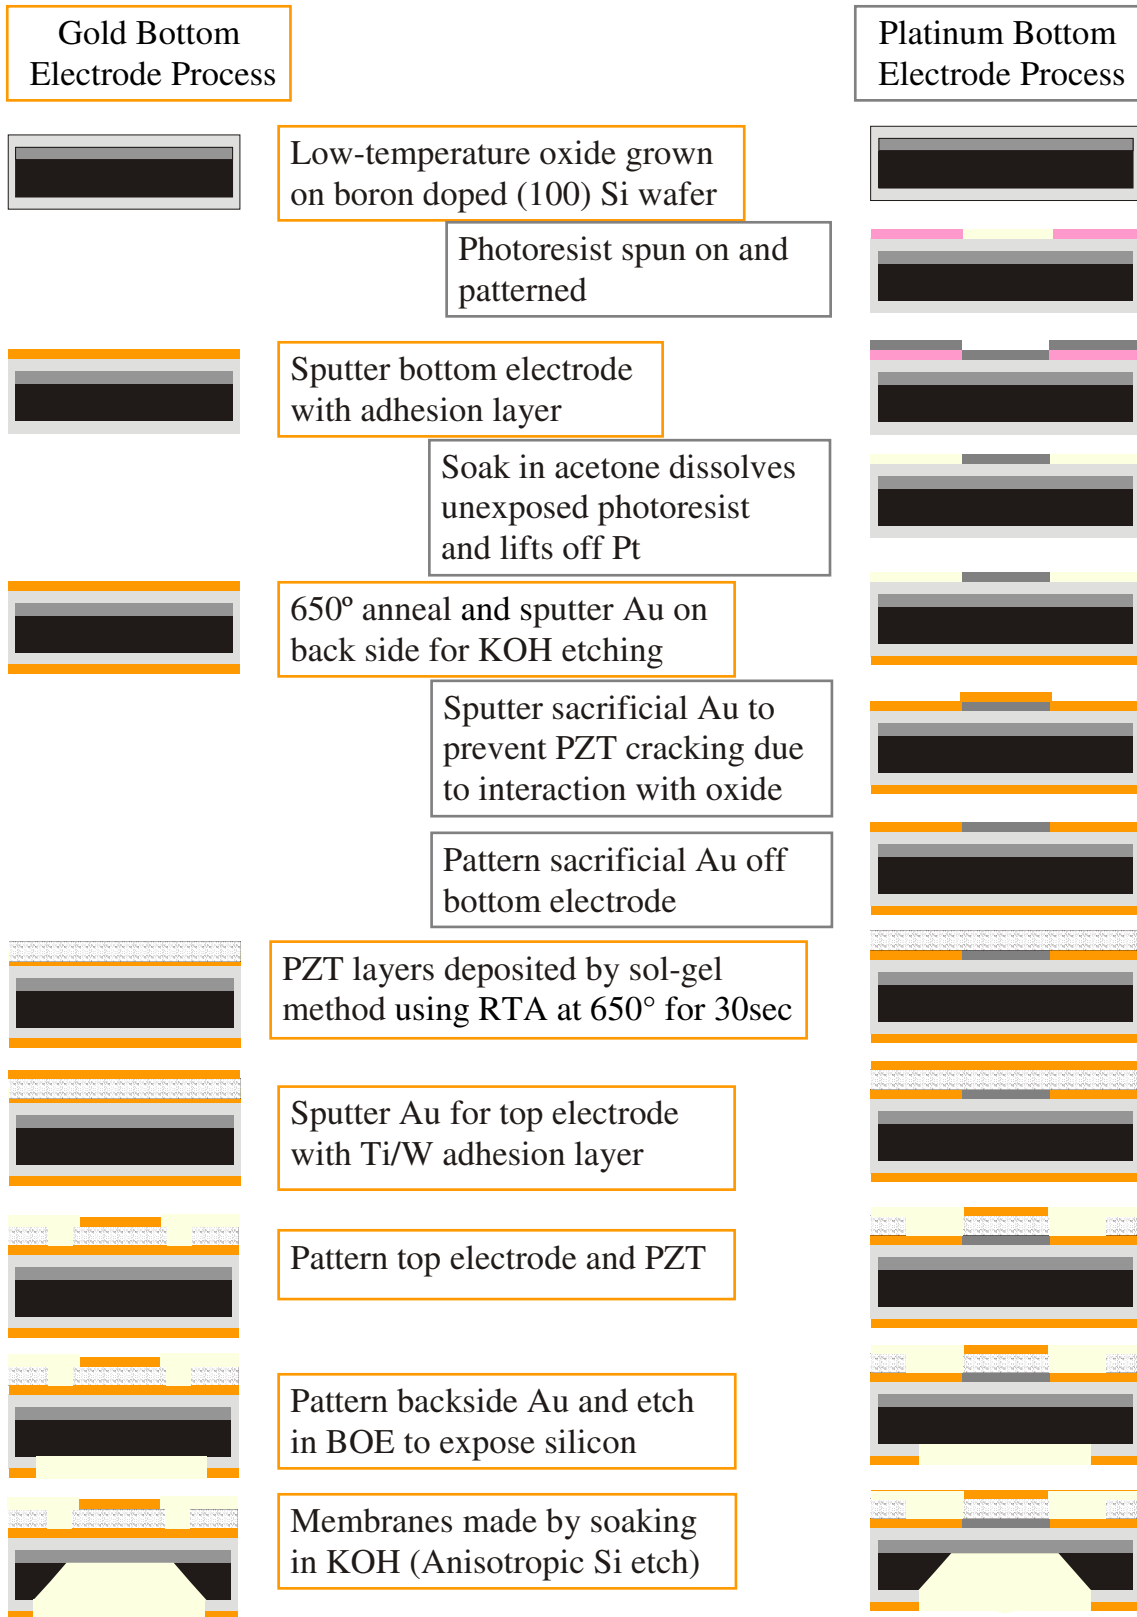 Gold Bottom
Electrode Process
Platinum Bottom
Electrode Process
Low-temperature oxide grown
on boron doped (100) Si wafer
Photoresist spun on and
patterned
Sputter bottom electrode
with adhesion layer
Soak in acetone dissolves
unexposed photoresist
and lifts off Pt
650º anneal and sputter Au on
back side for KOH etching
Sputter sacrificial Au to
prevent PZT cracking due
to interaction with oxide
Pattern sacrificial Au off
bottom electrode
PZT layers deposited by sol-gel
method using RTA at 650° for 30sec
Sputter Au for top electrode
with Ti/W adhesion layer
Pattern top electrode and PZT
Pattern backside Au and etch
in BOE to expose silicon
Membranes made by soaking
in KOH (Anisotropic Si etch)